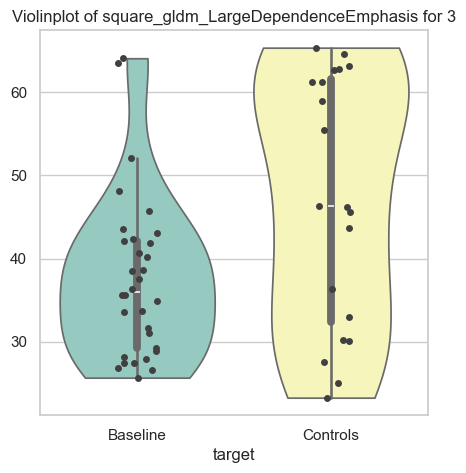 Violinplot of square_gldm_LargeDependenceEmphasis for 3
60
50
40
30
Baseline
Controls
target